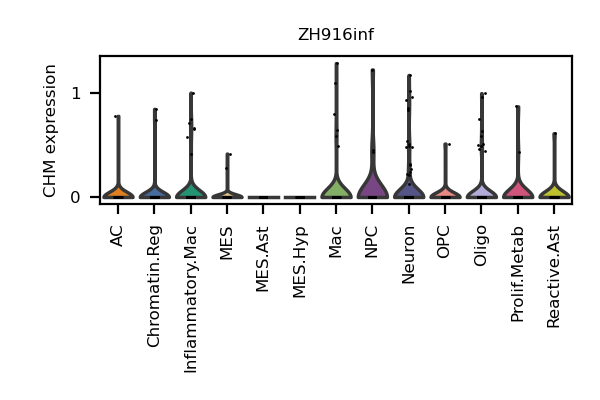 ZH916inf
CHM expression
1
0
AC
Chromatin.Reg
Inflammatory.Mac
MES
MES.Ast
MES.Hyp
Mac
NPC
Neuron
OPC
Oligo
Prolif.Metab
Reactive.Ast